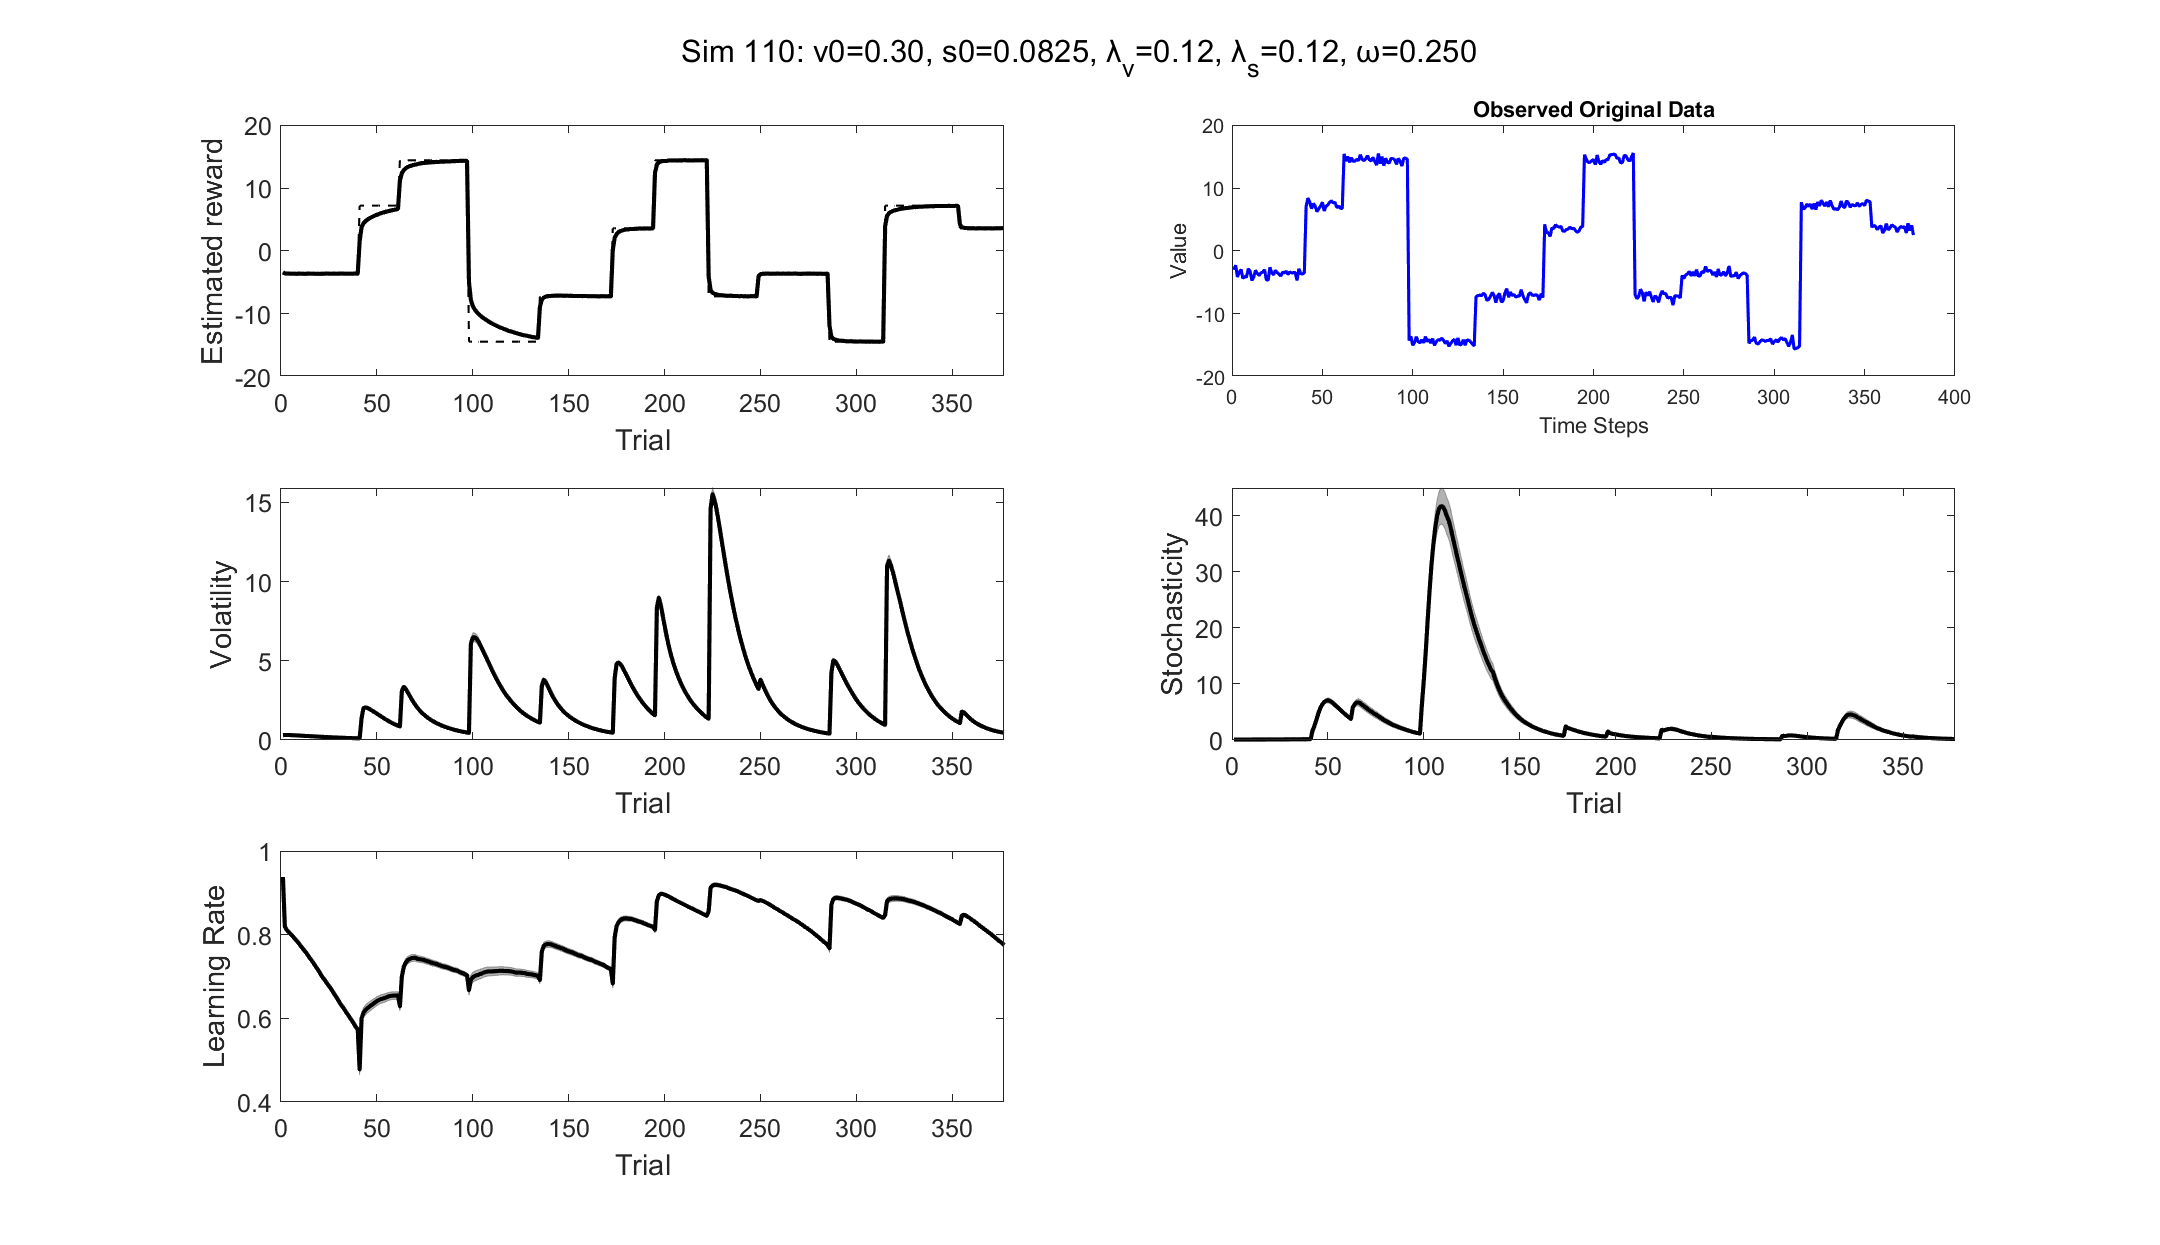 Sim 110: v0=0.30, s0=0.0825, λv=0.12, λs=0.12, ω=0.250
Estimated reward
20
10
0
-10
-20
0 50 100 150 200 250 300 350
Trial
Observed Original Data
Value
20
10
0
-10
-20
0 50 100 150 200 250 300 350 400
Time Steps
Volatility
15
10
5
0
0 50 100 150 200 250 300 350
Trial
Stochasticity
40
30
20
10
0
0 50 100 150 200 250 300 350
Trial
Learning Rate
1
0.8
0.6
0.4
0 50 100 150 200 250 300 350
Trial